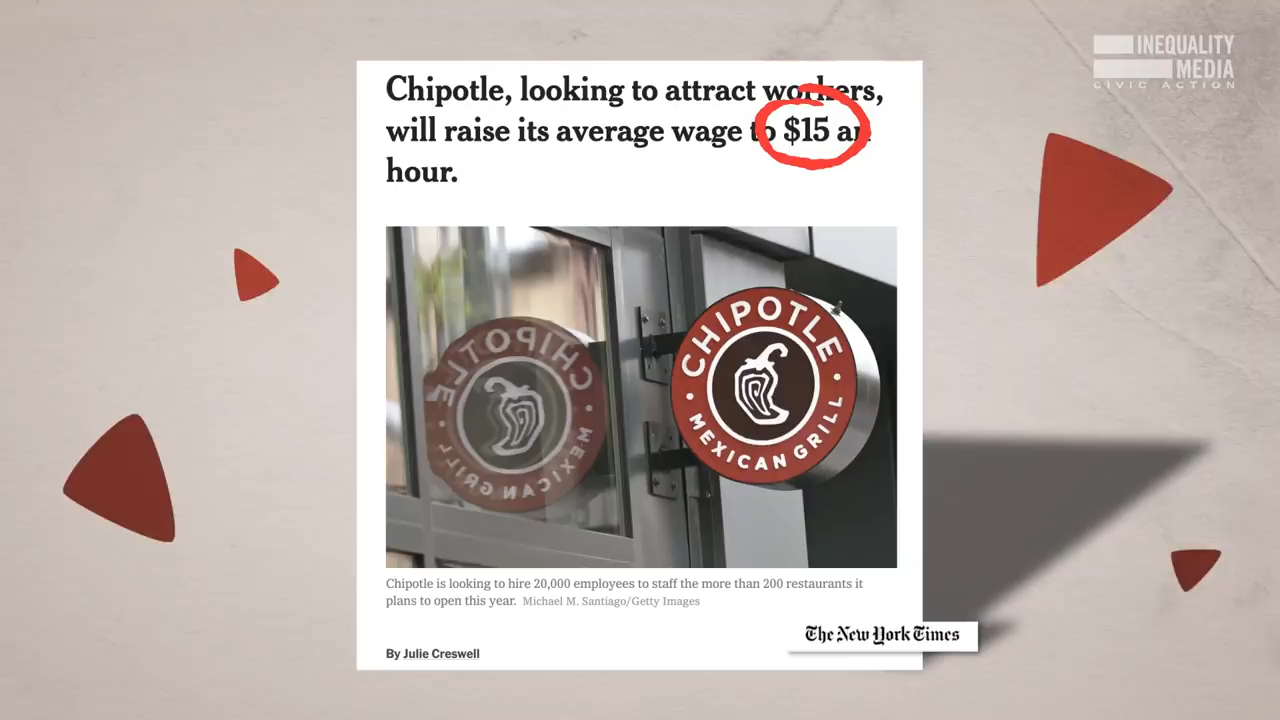 INEQUALITY
MEDIA
CIVIC ACTION
Chipotle, looking to attract workers,
will raise its average wage to $15 an
hour.
CHIPOTLE
MEXICAN GRILL
CHIPOTLE
MEXICAN GRILL
Chipotle is looking to hire 20,000 employees to staff the more than 200 restaurants it
plans to open this year. Michael M. Santiago/Getty Images
The New York Times
By Julie Creswell